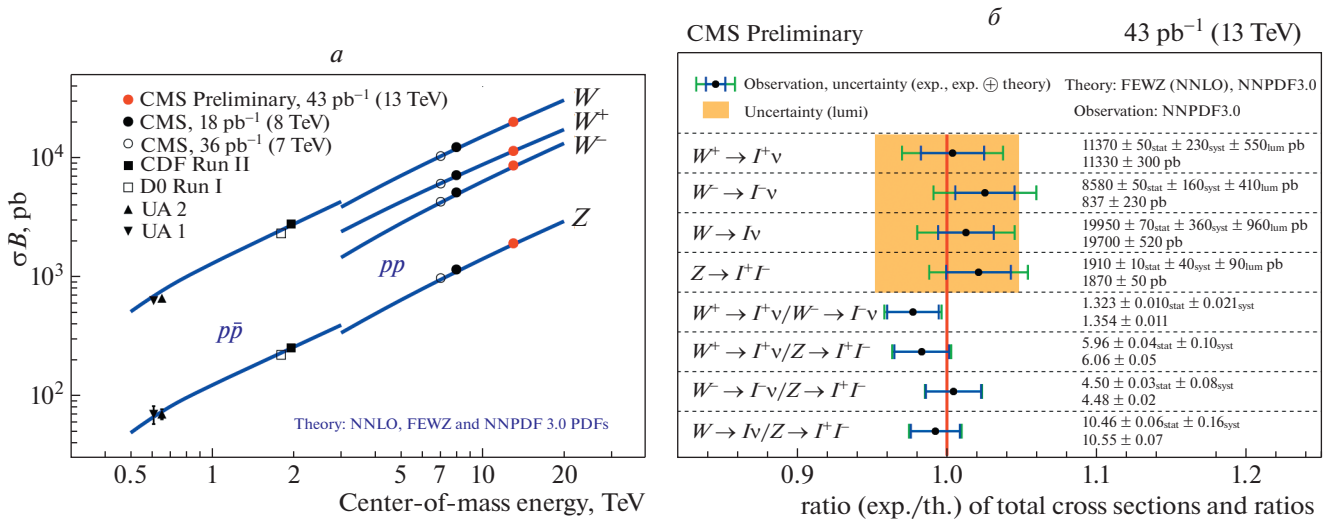 а
σB, pb
10⁴
10³
10²
CMS Preliminary, 43 pb⁻¹ (13 TeV)
CMS, 18 pb⁻¹ (8 TeV)
CMS, 36 pb⁻¹ (7 TeV)
CDF Run II
D0 Run I
UA 2
UA 1
W
W⁺
W⁻
Z
pp
pp̄
Theory: NNLO, FEWZ and NNPDF 3.0 PDFs
0.5 1 2 5 7 10 20
Center-of-mass energy, TeV
б
CMS Preliminary 43 pb⁻¹ (13 TeV)
Observation, uncertainty (exp., exp. ⊕ theory) Theory: FEWZ (NNLO), NNPDF3.0
Uncertainty (lumi) Observation: NNPDF3.0
W⁺ → I⁺ν 11370 ± 50stat ± 230syst ± 550lum pb
11330 ± 300 pb
W⁻ → I⁻ν 8580 ± 50stat ± 160syst ± 410lum pb
837 ± 230 pb
W → Iν 19950 ± 70stat ± 360syst ± 960lum pb
19700 ± 520 pb
Z → I⁺I⁻ 1910 ± 10stat ± 40syst ± 90lum pb
1870 ± 50 pb
W⁺ → I⁺ν/W⁻ → I⁻ν 1.323 ± 0.010stat ± 0.021syst
1.354 ± 0.011
W⁺ → I⁺ν/Z → I⁺I⁻ 5.96 ± 0.04stat ± 0.10syst
6.06 ± 0.05
W⁻ → I⁻ν/Z → I⁺I⁻ 4.50 ± 0.03stat ± 0.08syst
4.48 ± 0.02
W → Iν/Z → I⁺I⁻ 10.46 ± 0.06stat ± 0.16syst
10.55 ± 0.07
0.9 1.0 1.1 1.2
ratio (exp./th.) of total cross sections and ratios